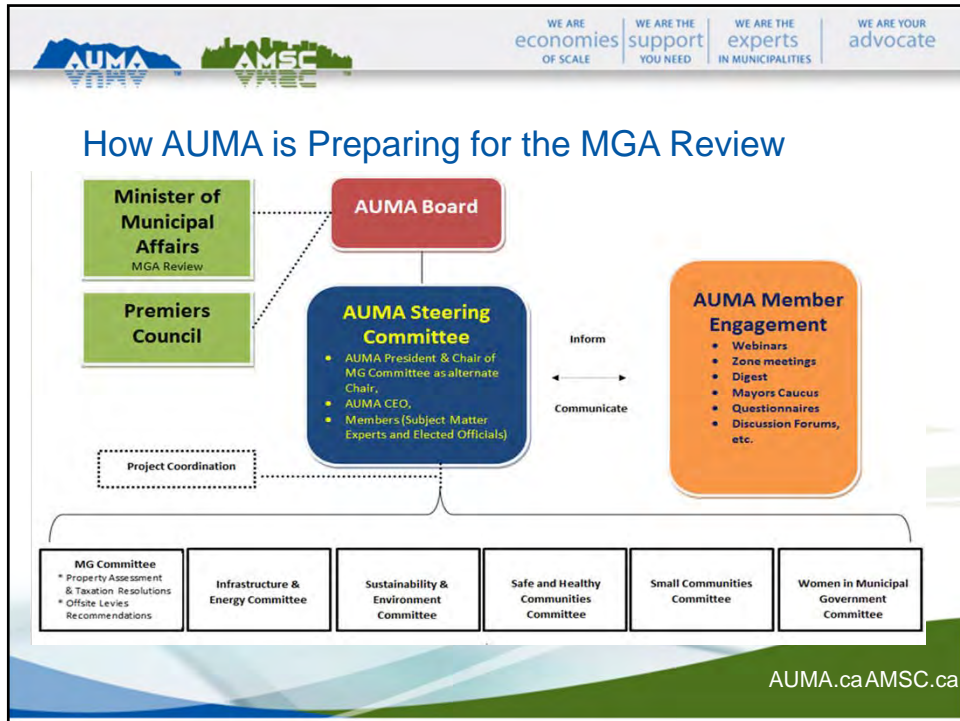 AUMA
AMSC
WE ARE
economies
OF SCALE
WE ARE THE
support
YOU NEED
WE ARE THE
experts
IN MUNICIPALITIES
WE ARE YOUR
advocate
How AUMA is Preparing for the MGA Review
Minister of
Municipal
Affairs
MGA Review
Premiers
Council
AUMA Board
AUMA Steering
Committee
• AUMA President & Chair of
MG Committee as alternate
Chair,
• AUMA CEO,
• Members (Subject Matter
Experts and Elected Officials)
Inform
Communicate
AUMA Member
Engagement
• Webinars
• Zone meetings
• Digest
• Mayors Caucus
• Questionnaires
• Discussion Forums,
etc.
Project Coordination
MG Committee
* Property Assessment
& Taxation Resolutions
* Offsite Levies
Recommendations
Infrastructure &
Energy Committee
Sustainability &
Environment
Committee
Safe and Healthy
Communities
Committee
Small Communities
Committee
Women in Municipal
Government
Committee
AUMA.ca AMSC.ca